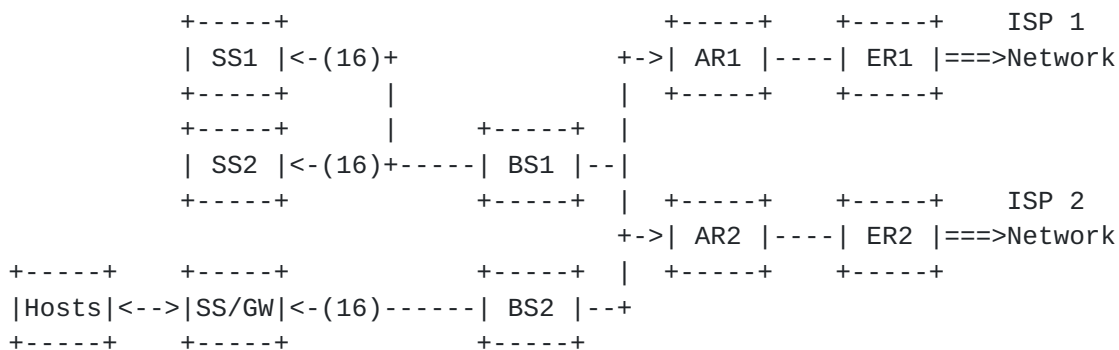 +-----+                         +-----+    +-----+    ISP 1
              | SS1 |<-(16)+               +->| AR1 |----| ER1 |===>Network
              +-----+      |               |  +-----+    +-----+
              +-----+      |     +-----+   |
              | SS2 |<-(16)+-----| BS1 |--|
              +-----+            +-----+   |  +-----+    +-----+    ISP 2
                                           +->| AR2 |----| ER2 |===>Network
+-----+    +-----+            +-----+   |  +-----+    +-----+
|Hosts|<-->|SS/GW|<-(16)------| BS2 |--+
+-----+    +-----+            +-----+